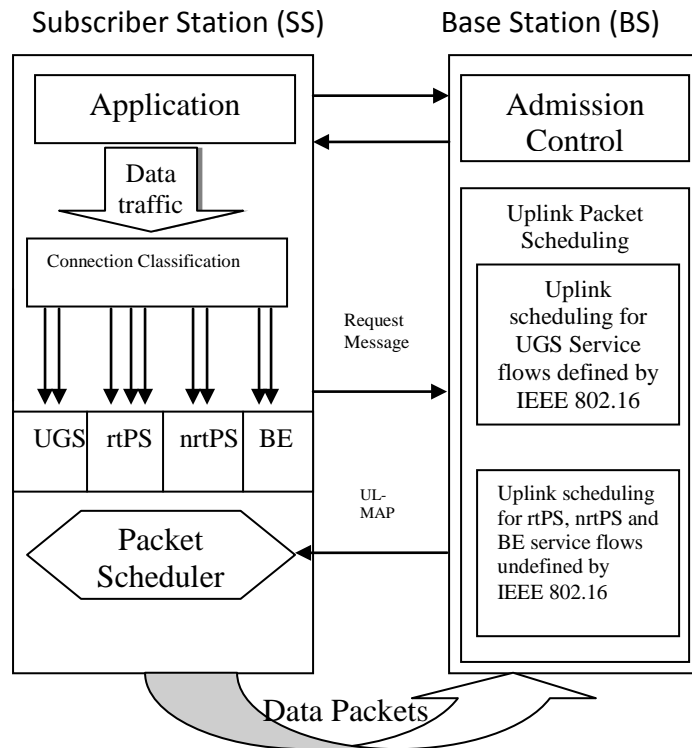 Subscriber Station (SS)
Base Station (BS)
Application
Data
traffic
Connection Classification
UGS
rtPS
nrtPS
BE
Packet
Scheduler
Request
Message
UL-
MAP
Admission
Control
Uplink Packet
Scheduling
Uplink
scheduling for
UGS Service
flows defined by
IEEE 802.16
Uplink scheduling
for rtPS, nrtPS and
BE service flows
undefined by
IEEE 802.16
Data Packets